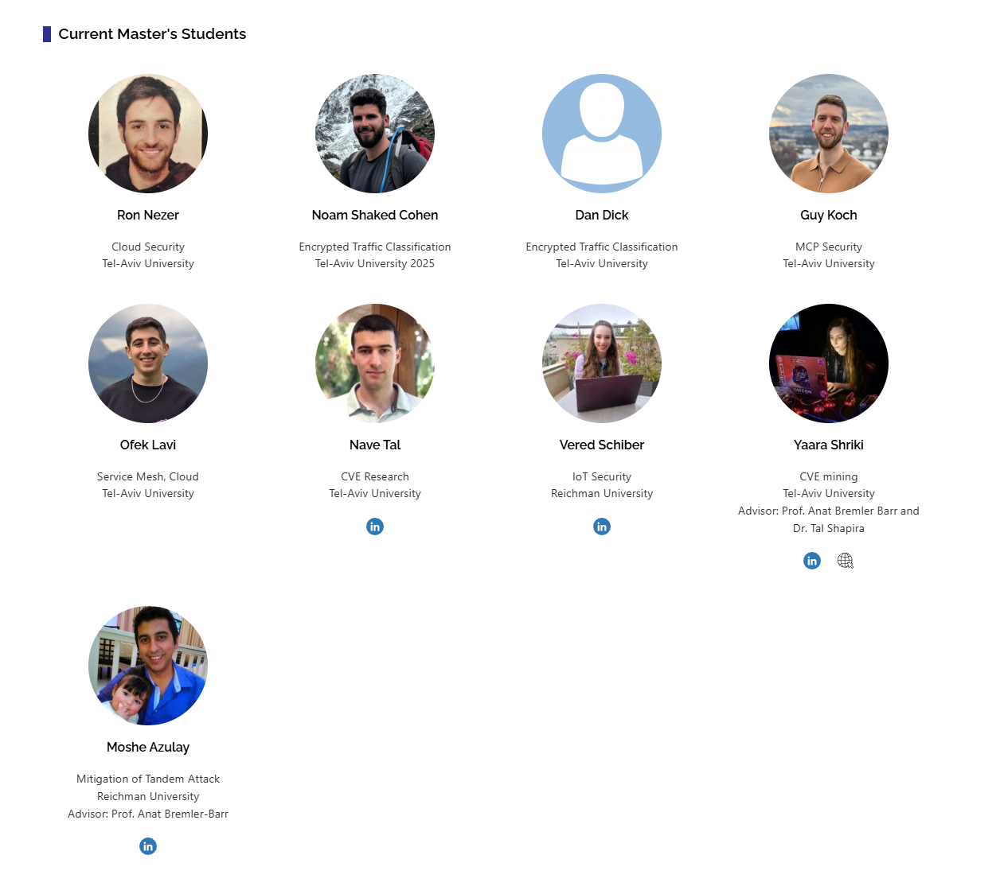 Current Master's Students
Ron Nezer
Cloud Security
Tel-Aviv University
Noam Shaked Cohen
Encrypted Traffic Classification
Tel-Aviv University 2025
Dan Dick
Encrypted Traffic Classification
Tel-Aviv University
Guy Koch
MCP Security
Tel-Aviv University
Ofek Lavi
Service Mesh, Cloud
Tel-Aviv University
Nave Tal
CVE Research
Tel-Aviv University
in
Vered Schiber
IoT Security
Reichman University
in
Yaara Shriki
CVE mining
Tel-Aviv University
Advisor: Prof. Anat Bremler Barr and
Dr. Tal Shapira
in
Moshe Azulay
Mitigation of Tandem Attack
Reichman University
Advisor: Prof. Anat Bremler-Barr
in